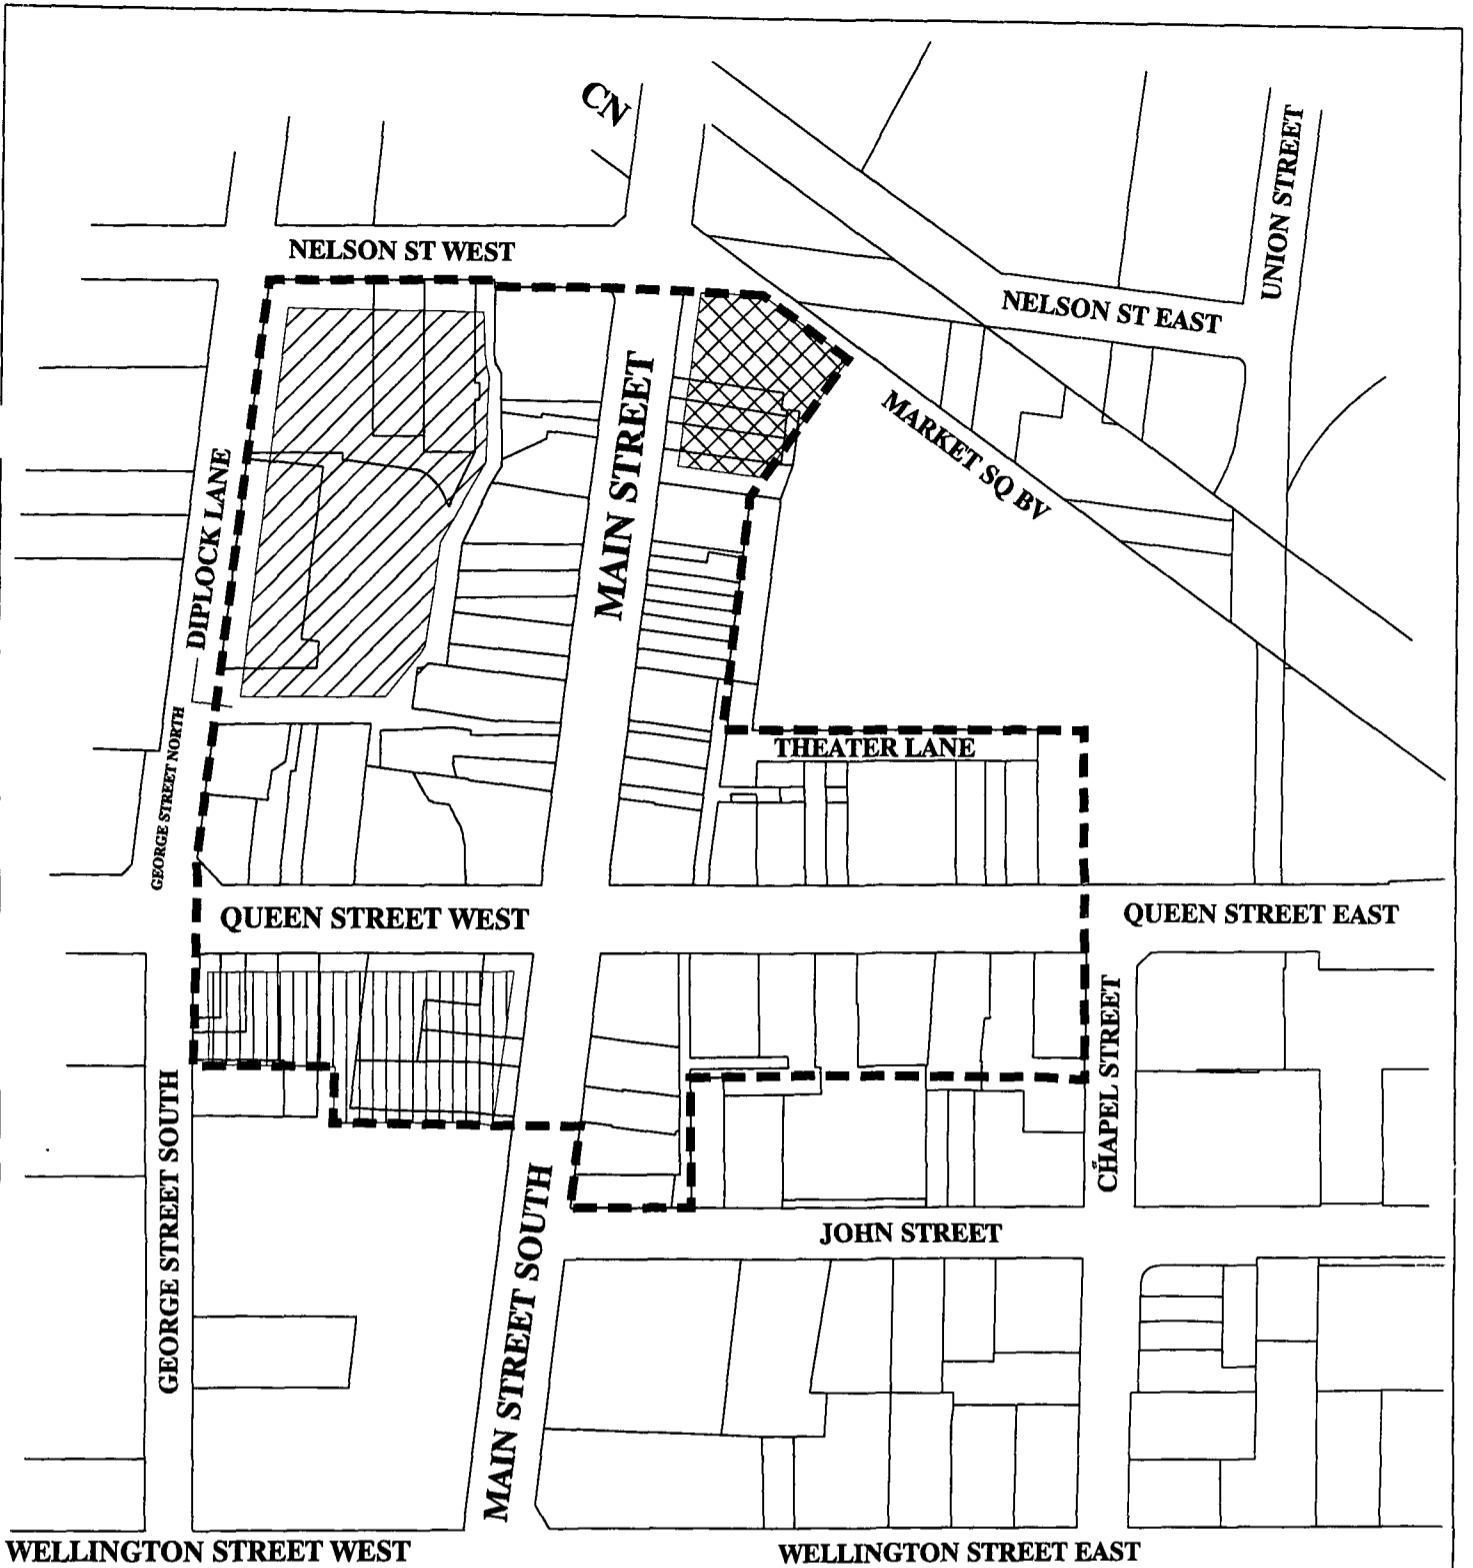 CN
UNION STREET
NELSON ST WEST
NELSON ST EAST
MAIN STREET
MARKET SQ BV
DIPLOCK LANE
GEORGE STREET NORTH
THEATER LANE
QUEEN STREET WEST
QUEEN STREET EAST
CHAPEL STREET
GEORGE STREET SOUTH
MAIN STREET SOUTH
JOHN STREET
WELLINGTON STREET WEST
WELLINGTON STREET EAST